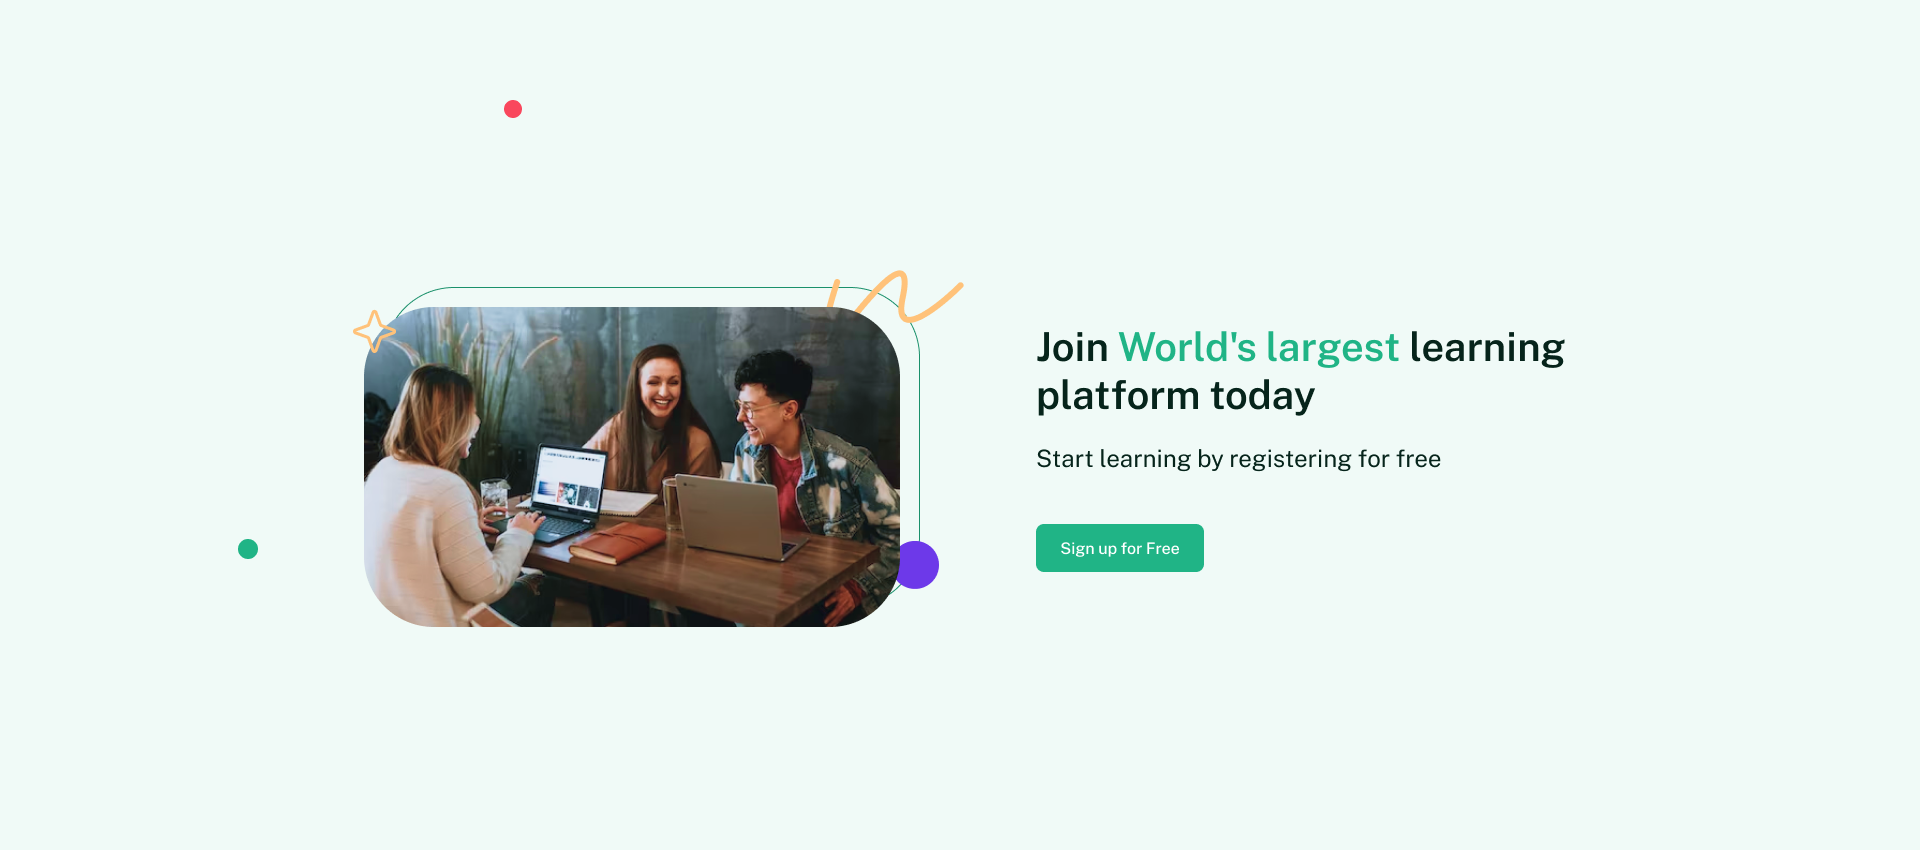 Join World's largest learning
platform today
Start learning by registering for free
Sign up for Free